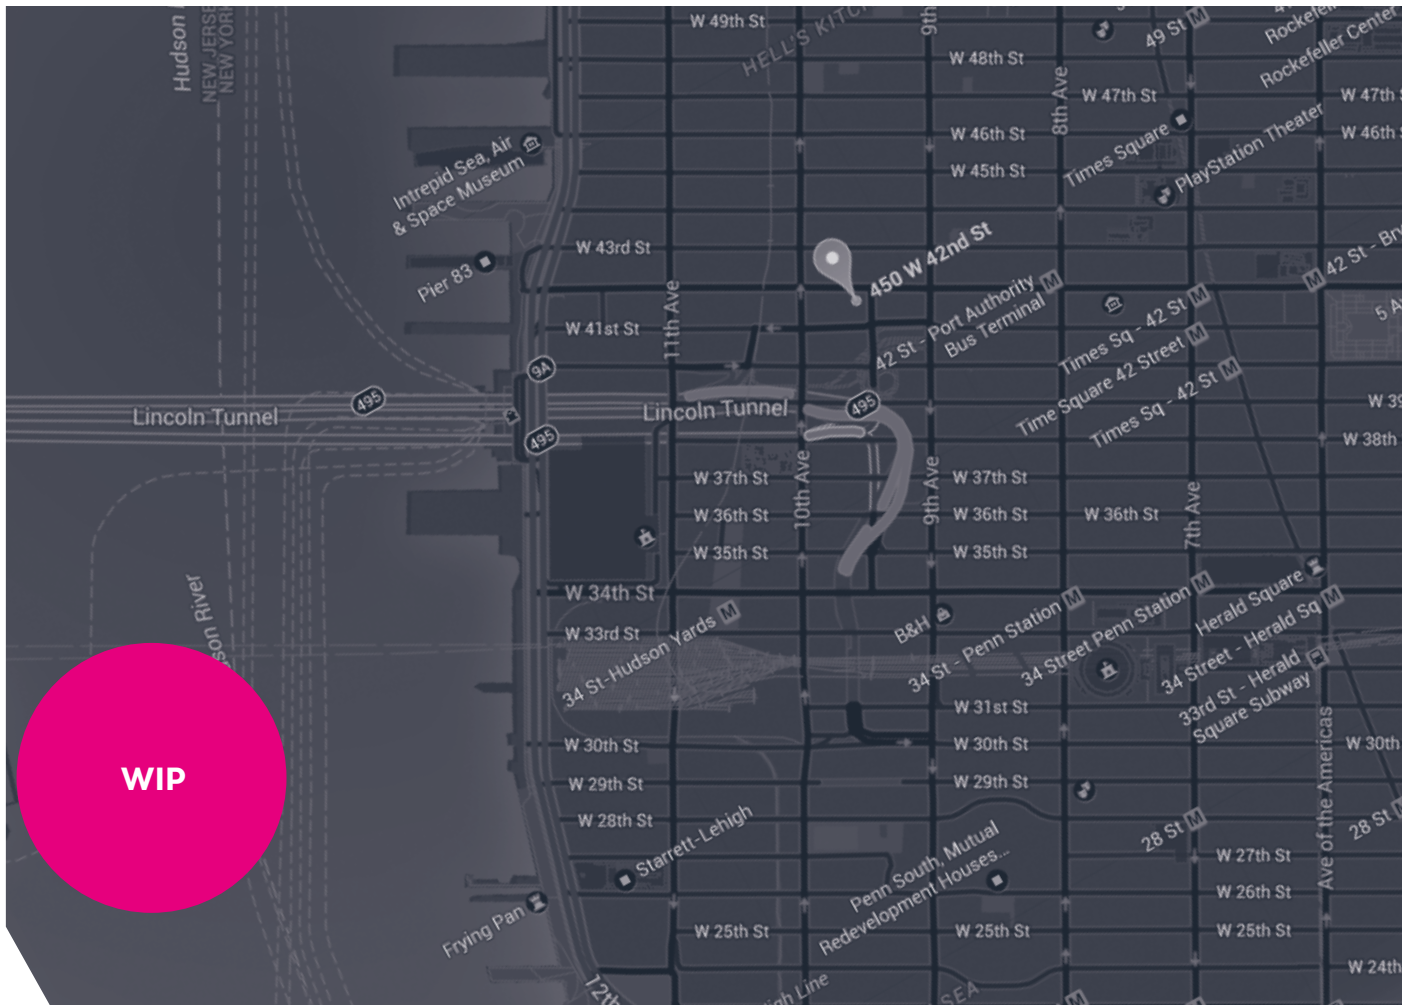 W 49th St
HELL'S KITC
9th
49 St
Rockefeller Center
Hudson
NEW JERSE
NEW YORK
W 48th St
8th Ave
W 47th St
W 47th
W 46th St
W 46th
Times Square
PlayStation Theater
Intrepid Sea, Air
& Space Museum
W 45th St
W 43rd St
450 W 42nd St
Pier 83
42 St - Port Authority
Bus Terminal
42 St - Bry
11th Ave
W 41st St
Times Sq - 42 St
5 A
Time Square 42 Street
Times Sq - 42 St
9A
495
Lincoln Tunnel
Lincoln Tunnel
495
W 39
495
W 38th
W 37th St
10th Ave
9th Ave
W 37th St
W 36th St
W 36th St
W 36th St
7th Ave
W 35th St
W 35th St
W 34th St
son River
W 33rd St
34 St-Hudson Yards
B&H
34 St - Penn Station
34 Street Penn Station
Herald Square
34 Street - Herald Sq
33rd St - Herald
Square Subway
W 31st St
W 30th St
W 30th St
W 30th
WIP
W 29th St
W 29th St
Ave of the Americas
W 28th St
Starrett-Lehigh
28 St
28 St
Penn South, Mutual
Redevelopment Houses...
W 27th St
W 26th St
Frying Pan
W 25th St
W 25th St
W 25th St
W 24th
12th
igh Line
SEA